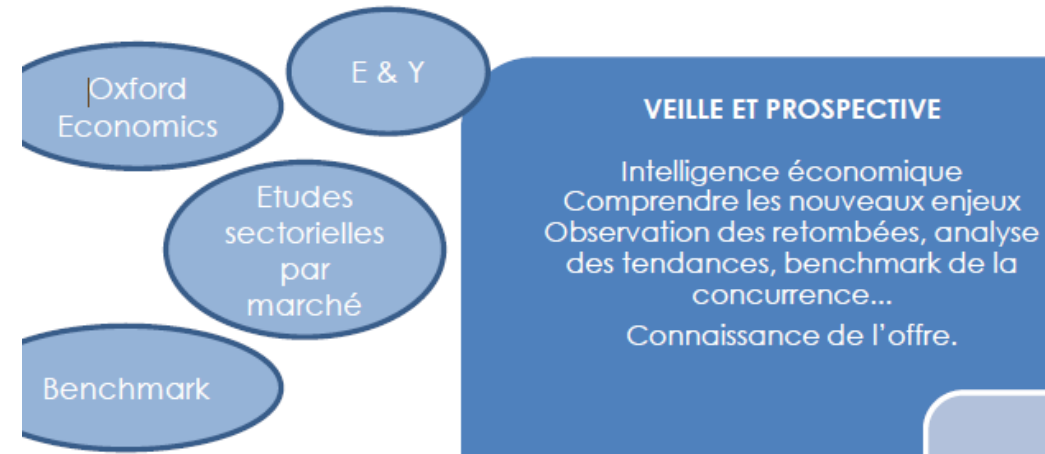 Oxford
Economics
E & Y
Etudes
sectorielles
par
marché
Benchmark
VEILLE ET PROSPECTIVE
Intelligence économique
Comprendre les nouveaux enjeux
Observation des retombées, analyse
des tendances, benchmark de la
concurrence...
Connaissance de l'offre.